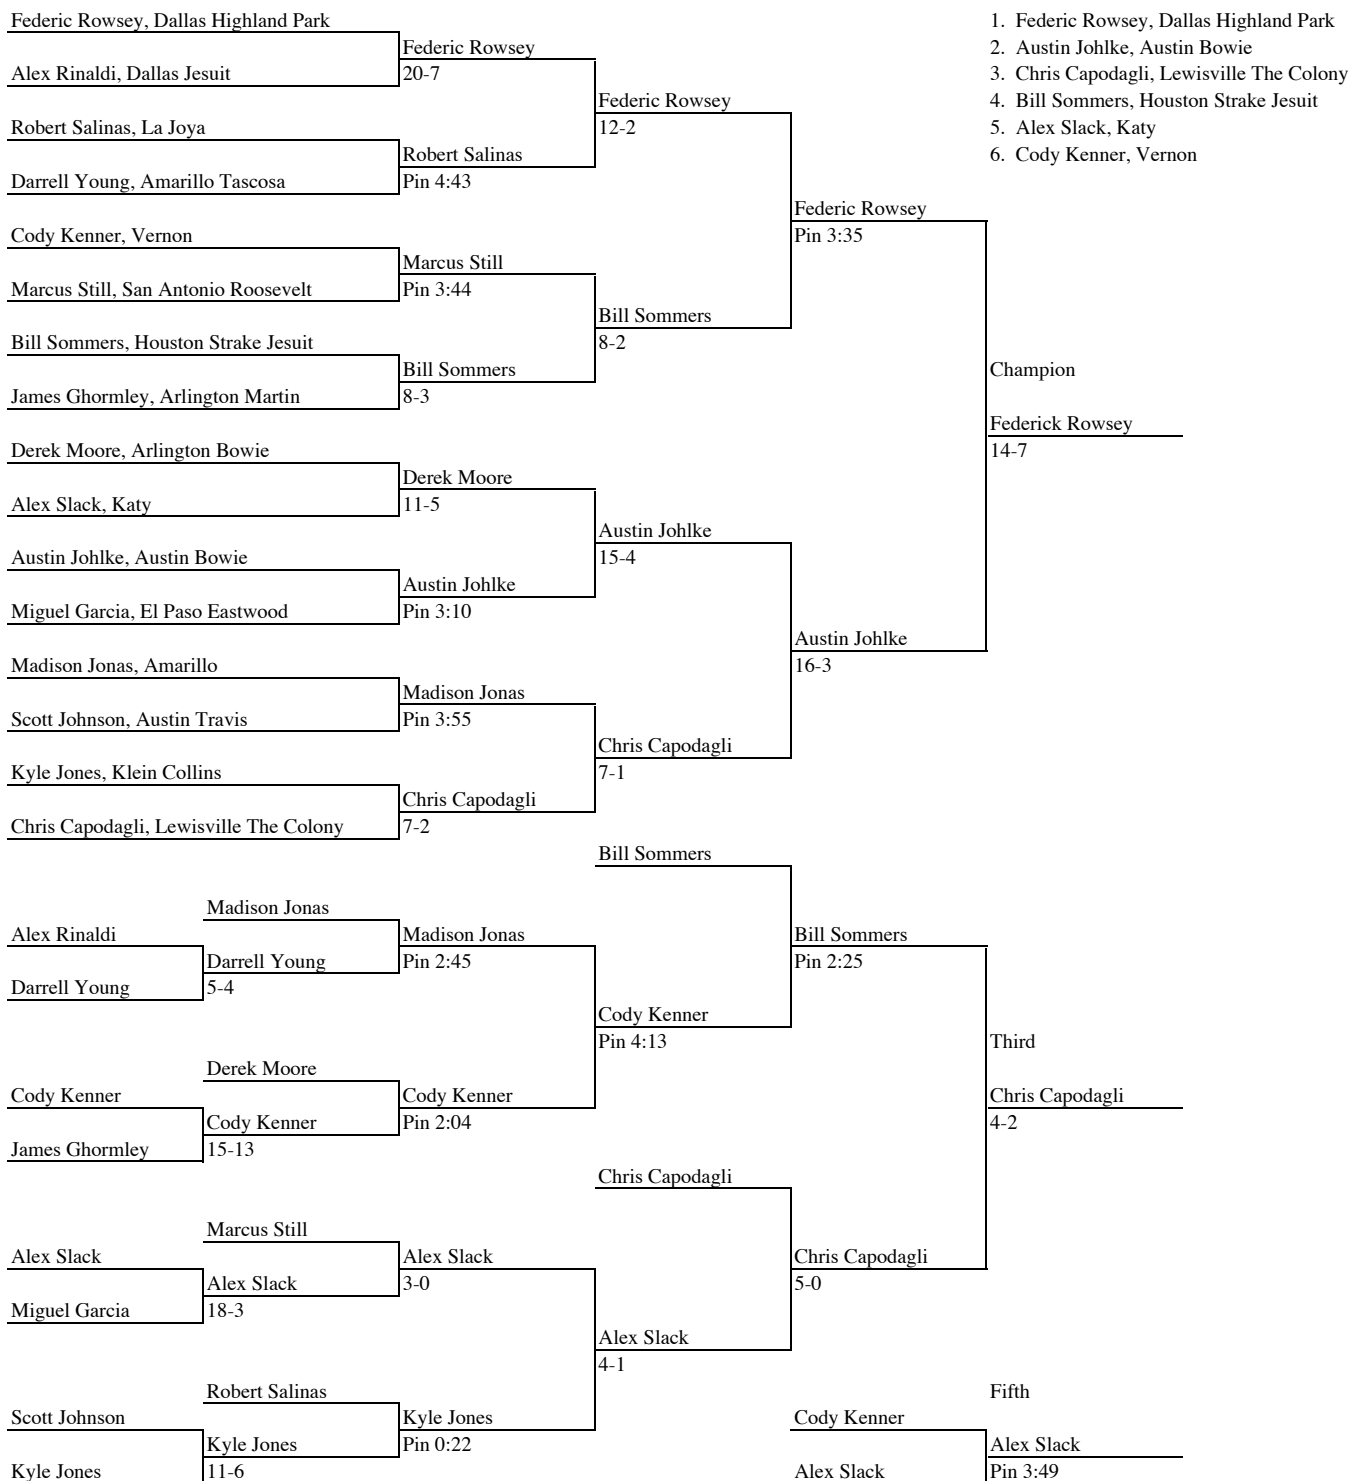 Federic Rowsey, Dallas Highland Park
1. Federic Rowsey, Dallas Highland Park
Federic Rowsey
2. Austin Johlke, Austin Bowie
Alex Rinaldi, Dallas Jesuit
20-7
3. Chris Capodagli, Lewisville The Colony
Federic Rowsey
4. Bill Sommers, Houston Strake Jesuit
Robert Salinas, La Joya
12-2
5. Alex Slack, Katy
Robert Salinas
6. Cody Kenner, Vernon
Darrell Young, Amarillo Tascosa
Pin 4:43
Federic Rowsey
Cody Kenner, Vernon
Pin 3:35
Marcus Still
Marcus Still, San Antonio Roosevelt
Pin 3:44
Bill Sommers
Bill Sommers, Houston Strake Jesuit
8-2
Bill Sommers
Champion
James Ghormley, Arlington Martin
8-3
Federick Rowsey
Derek Moore, Arlington Bowie
14-7
Derek Moore
Alex Slack, Katy
11-5
Austin Johlke
Austin Johlke, Austin Bowie
15-4
Austin Johlke
Miguel Garcia, El Paso Eastwood
Pin 3:10
Austin Johlke
Madison Jonas, Amarillo
16-3
Madison Jonas
Scott Johnson, Austin Travis
Pin 3:55
Chris Capodagli
Kyle Jones, Klein Collins
7-1
Chris Capodagli
Chris Capodagli, Lewisville The Colony
7-2
Bill Sommers
Madison Jonas
Alex Rinaldi
Madison Jonas
Bill Sommers
Darrell Young
Pin 2:45
Pin 2:25
Darrell Young
5-4
Cody Kenner
Pin 4:13
Third
Derek Moore
Cody Kenner
Cody Kenner
Chris Capodagli
Cody Kenner
Pin 2:04
4-2
James Ghormley
15-13
Chris Capodagli
Marcus Still
Alex Slack
Alex Slack
Chris Capodagli
Alex Slack
3-0
5-0
Miguel Garcia
18-3
Alex Slack
4-1
Robert Salinas
Fifth
Scott Johnson
Kyle Jones
Cody Kenner
Kyle Jones
Pin 0:22
Alex Slack
Kyle Jones
11-6
Alex Slack
Pin 3:49